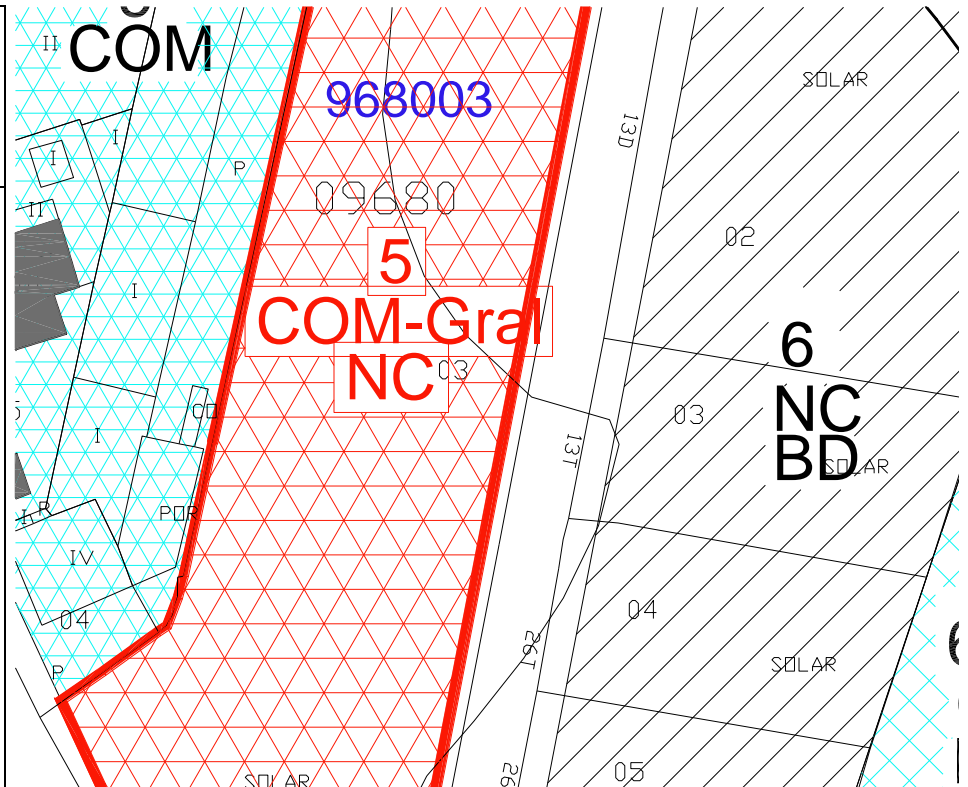 II
COM
968003
SOLAR
13D
I
I
P
09680
II
02
5
COM-Gral
NC
I
6
NC
BD
03
03
CO
SOLAR
13T
I
R
POR
IV
04
04
26T
SOLAR
P
SOLAR
26
05